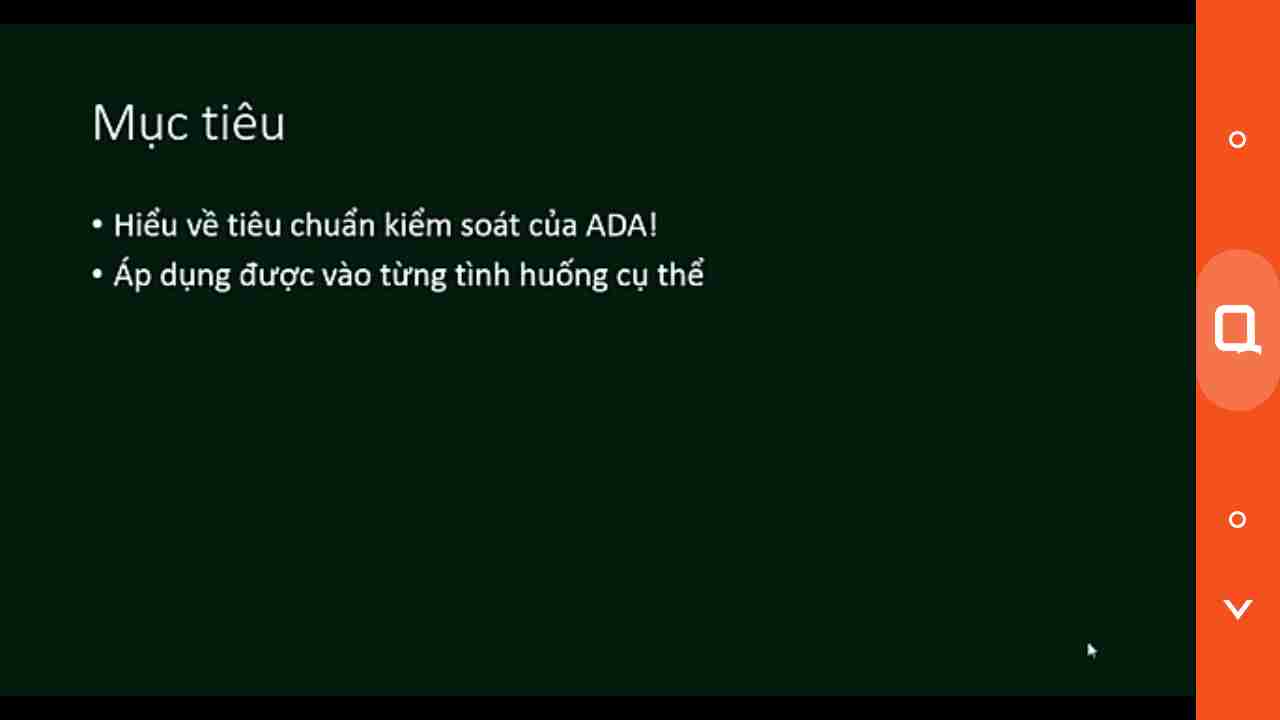 Mục tiêu
• Hiểu về tiêu chuẩn kiểm soát của ADA!
• Áp dụng được vào từng tình huống cụ thể